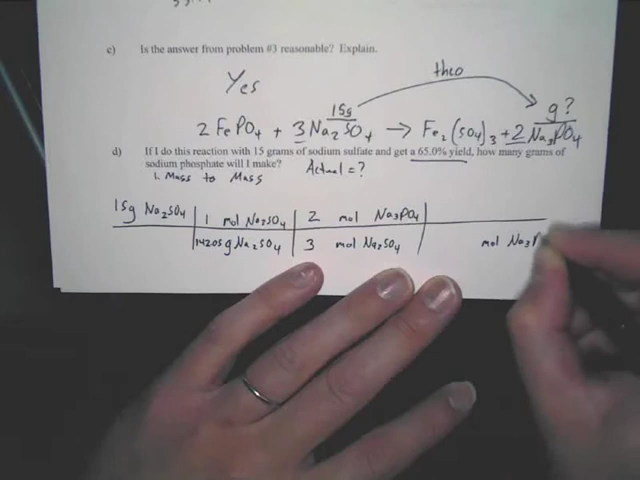 c) Is the answer from problem #3 reasonable? Explain.
Yes
theo
15g g?
2 FePO4 + 3 Na2SO4 → Fe2(SO4)3 + 2 Na3PO4
d) If I do this reaction with 15 grams of sodium sulfate and get a 65.0% yield, how many grams of
sodium phosphate will I make? Actual = ?
1. Mass to Mass
15g Na2SO4 1 mol Na2SO4 2 mol Na3PO4
142.05 g Na2SO4 3 mol Na2SO4 mol